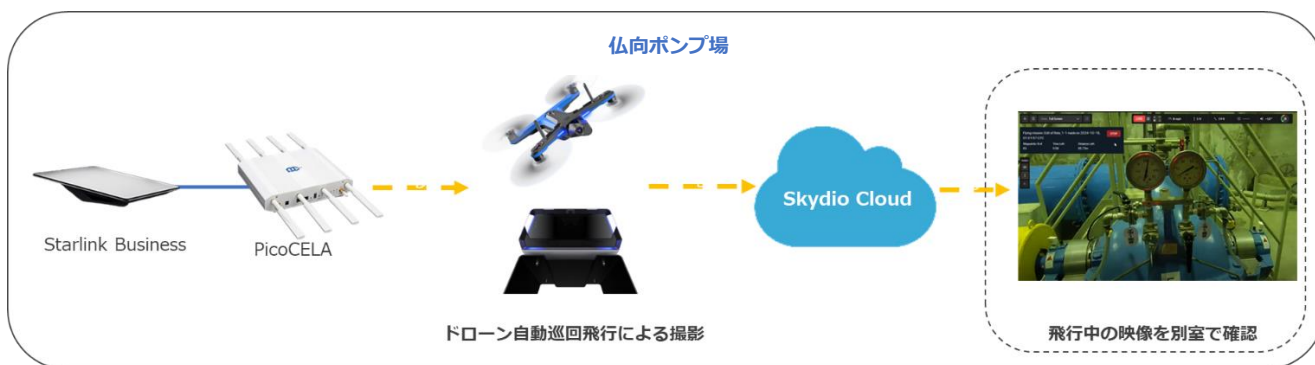 仏向ポンプ場
Starlink Business
PicoCELA
Skydio Cloud
ドローン自動巡回飛行による撮影
飛行中の映像を別室で確認